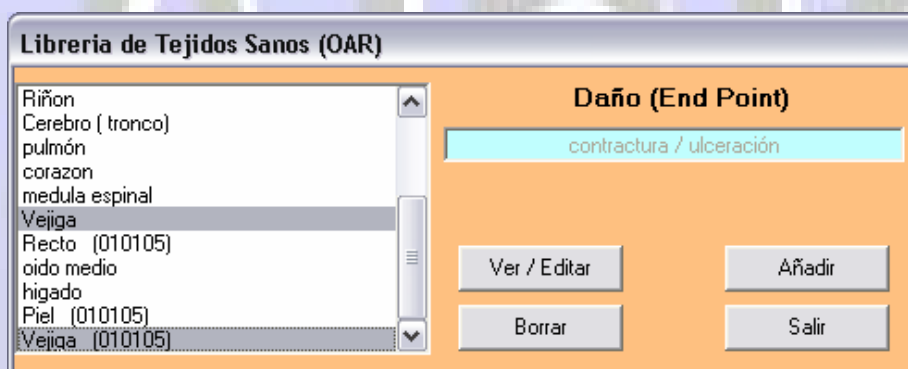 Libreria de Tejidos Sanos (OAR)
Riñon
Cerebro ( tronco)
pulmón
corazon
medula espinal
Vejiga
Recto (010105)
oido medio
higado
Piel (010105)
Vejiga (010105)
Daño (End Point)
contractura / ulceración
Ver / Editar
Añadir
Borrar
Salir